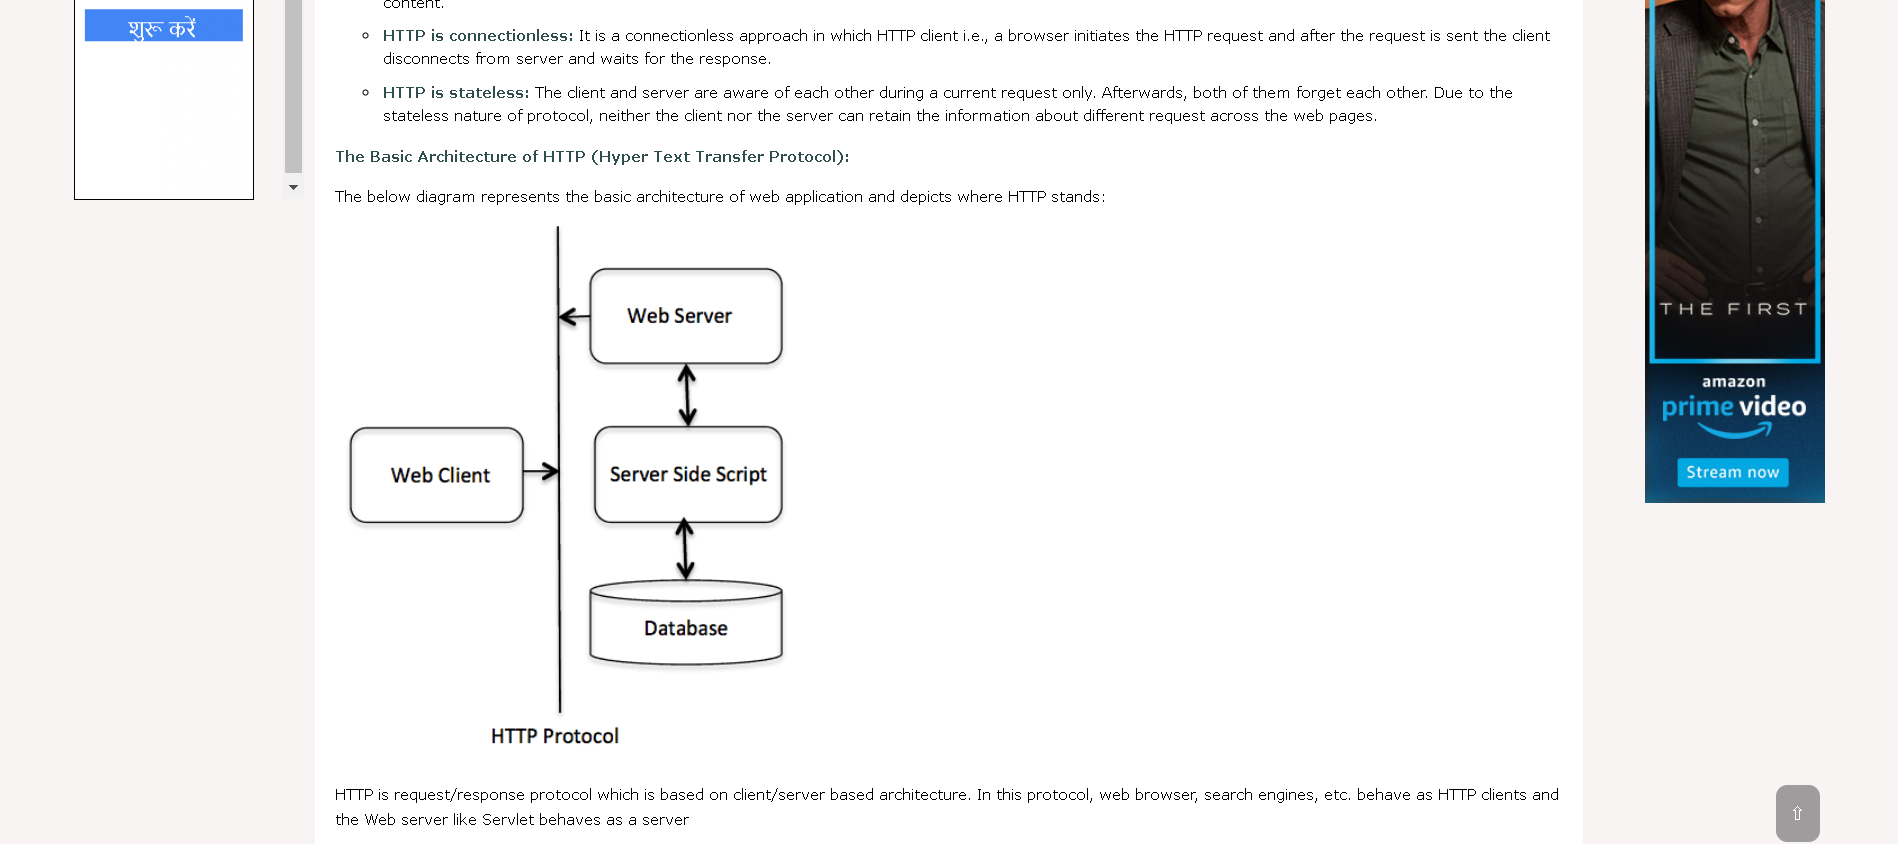 शुरू करें
content.
HTTP is connectionless: It is a connectionless approach in which HTTP client i.e., a browser initiates the HTTP request and after the request is sent the client
disconnects from server and waits for the response.
HTTP is stateless: The client and server are aware of each other during a current request only. Afterwards, both of them forget each other. Due to the
stateless nature of protocol, neither the client nor the server can retain the information about different request across the web pages.
The Basic Architecture of HTTP (Hyper Text Transfer Protocol):
The below diagram represents the basic architecture of web application and depicts where HTTP stands:
Web Server
Web Client
Server Side Script
Database
HTTP Protocol
HTTP is request/response protocol which is based on client/server based architecture. In this protocol, web browser, search engines, etc. behave as HTTP clients and
the Web server like Servlet behaves as a server
THE FIRST
amazon
prime video
Stream now